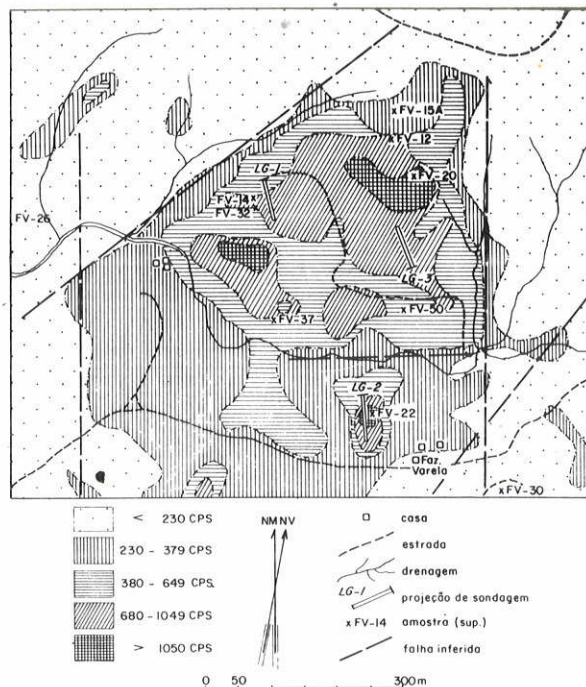 x FV-15A
x FV-12
LG-1
x FV-20
FV-14 x
FV-32 x
FV-26
LG-3
x FV-50
x FV-37
LG-2
x FV-22
Faz.
Varela
x FV-30
< 230 CPS
230 - 379 CPS
380 - 649 CPS
680 - 1049 CPS
> 1050 CPS
NM NV
casa
estrada
drenagem
LG-1 projeção de sondagem
x FV-14 amostra (sup.)
falha inferida
0 50 300 m